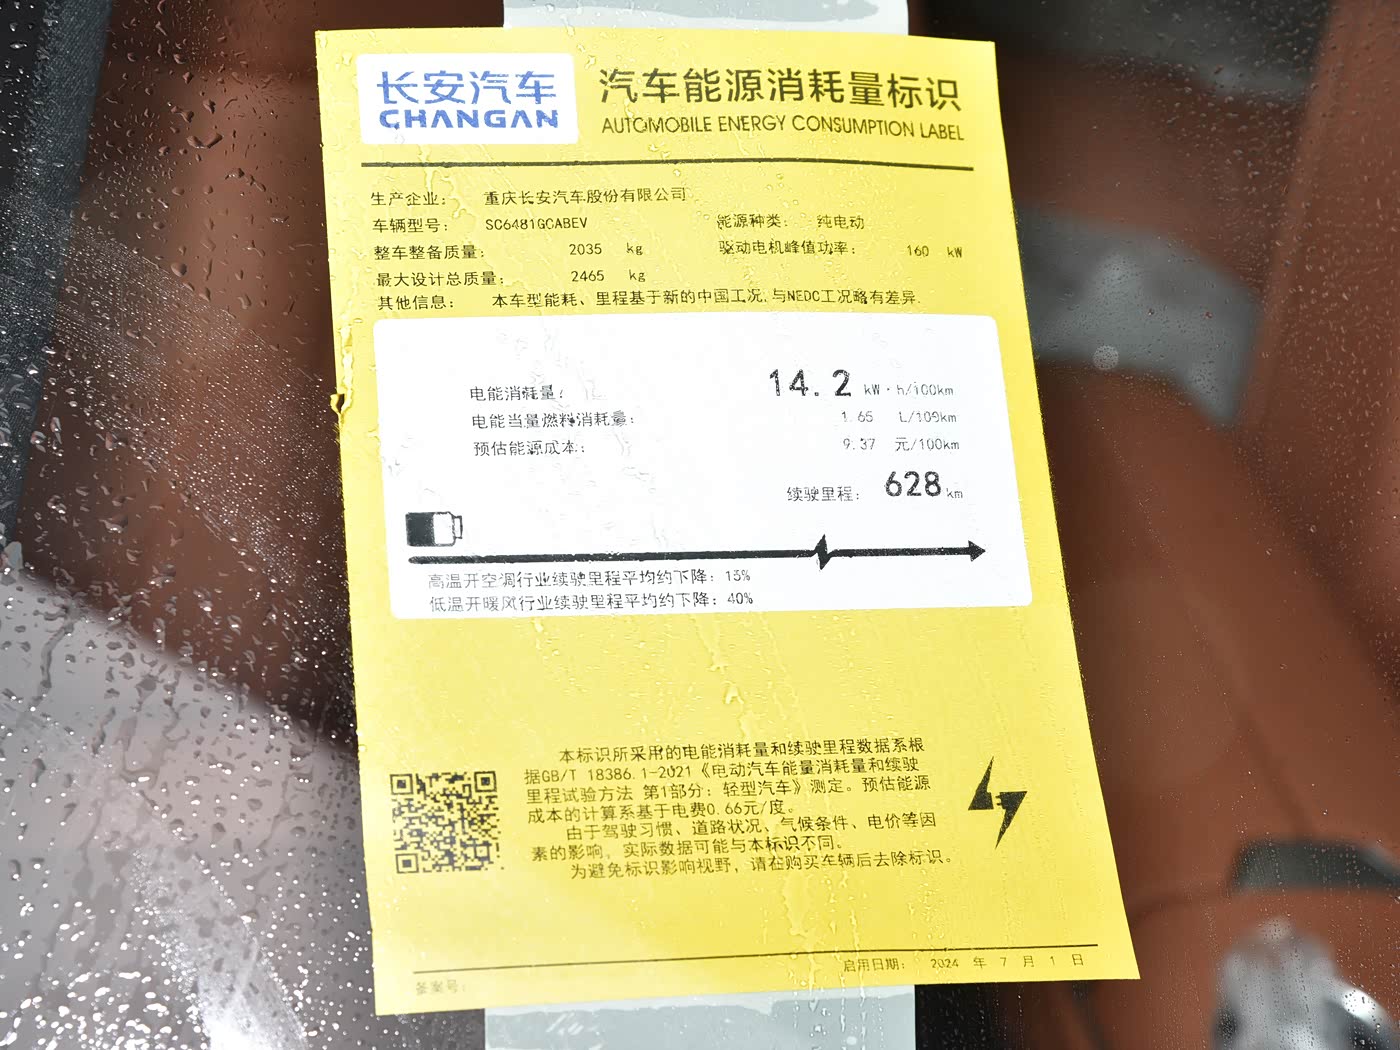 长安汽车
CHANGAN
汽车能源消耗量标识
AUTOMOBILE ENERGY CONSUMPTION LABEL
生产企业： 重庆长安汽车股份有限公司
车辆型号： SC6481GCABEV 能源种类： 纯电动
整车整备质量： 2035 kg 驱动电机峰值功率： 160 kW
最大设计总质量： 2465 kg
其他信息： 本车型能耗、里程基于新的中国工况,与NEDC工况略有差异.
电能消耗量： 14.2 kW·h/100km
电能当量燃料消耗量： 1.65 L/100km
预估能源成本： 9.37 元/100km
续驶里程： 628 km
高温开空调行业续驶里程平均约下降：15%
低温开暖风行业续驶里程平均约下降：40%
本标识所采用的电能消耗量和续驶里程数据系根
据GB/T 18386.1-2021《电动汽车能量消耗量和续驶
里程试验方法 第1部分：轻型汽车》测定。预估能源
成本的计算系基于电费0.66元/度。
由于驾驶习惯、道路状况、气候条件、电价等因
素的影响，实际数据可能与本标识不同。
为避免标识影响视野，请在购买车辆后去除标识。
启用日期： 2024 年 7 月 1 日
备案号：